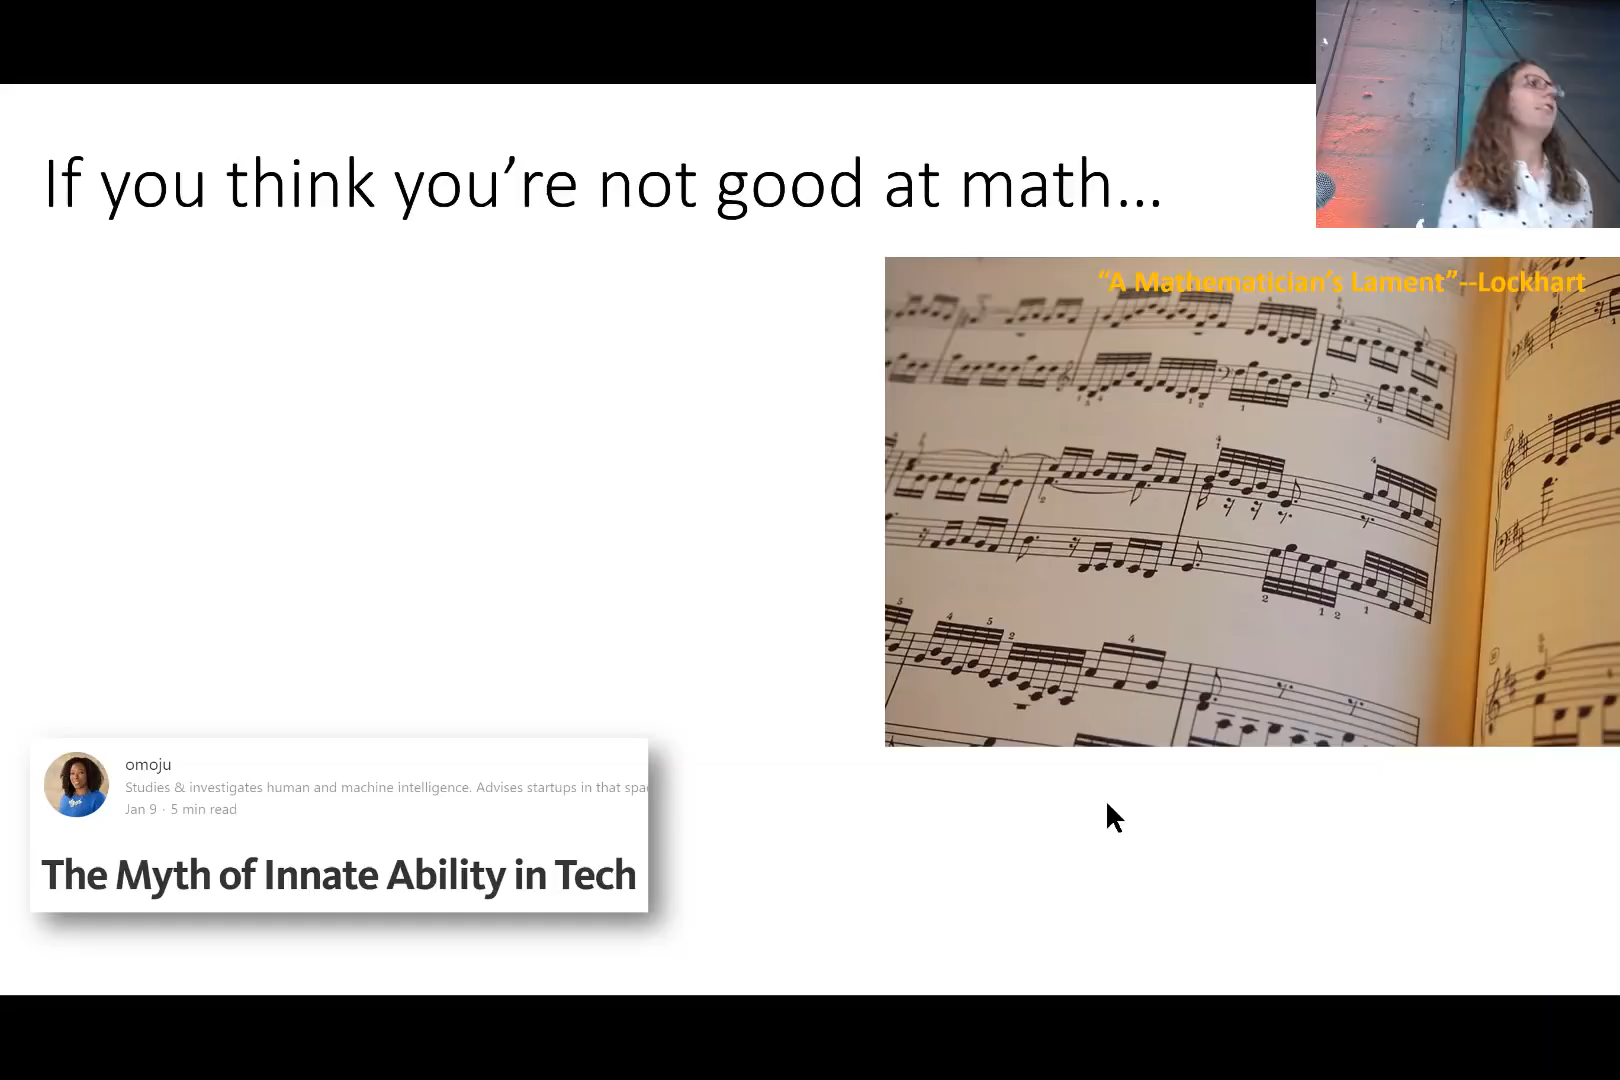 If you think you’re not good at math…
“A Mathematician’s Lament”--Lockhart
omoju
Studies & investigates human and machine intelligence. Advises startups in that
Jan 9 · 5 min read
The Myth of Innate Ability in Tech